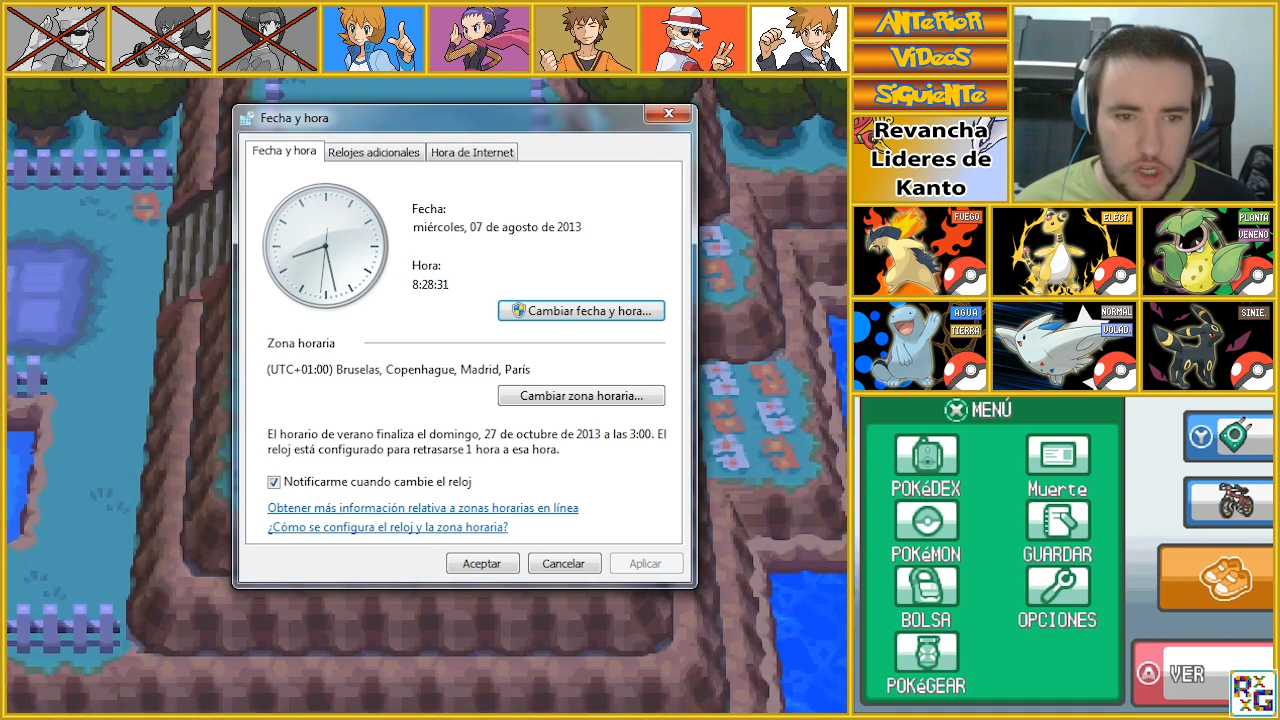 ANTERIOR
VIDEOS
SIGUIENTE
Revancha
Lideres de
Kanto
Fecha y hora
Fecha y hora
Relojes adicionales
Hora de Internet
Fecha:
miércoles, 07 de agosto de 2013
Hora:
8:28:31
Cambiar fecha y hora...
Zona horaria
(UTC+01:00) Bruselas, Copenhague, Madrid, París
Cambiar zona horaria...
El horario de verano finaliza el domingo, 27 de octubre de 2013 a las 3:00. El
reloj está configurado para retrasarse 1 hora a esa hora.
Notificarme cuando cambie el reloj
Obtener más información relativa a zonas horarias en línea
¿Cómo se configura el reloj y la zona horaria?
Aceptar
Cancelar
Aplicar
FUEGO
ELÉCT.
PLANTA
VENENO
AGUA
TIERRA
NORMAL
VOLAD.
SINIE.
X MENÚ
POKéDEX
Muerte
POKéMON
GUARDAR
BOLSA
OPCIONES
POKéGEAR
Y
A VER
RxxG